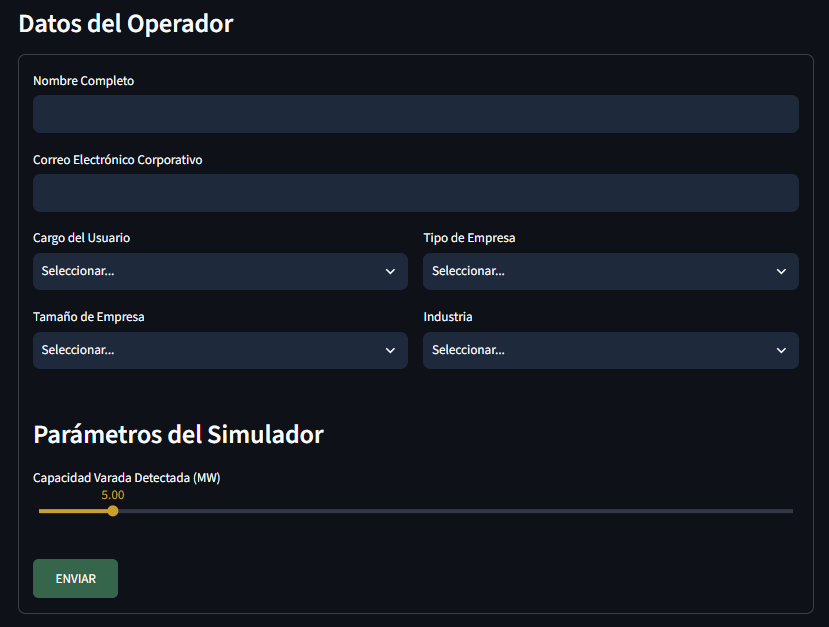 Datos del Operador
Nombre Completo
Correo Electrónico Corporativo
Cargo del Usuario
Tipo de Empresa
Seleccionar...
Seleccionar...
Tamaño de Empresa
Industria
Seleccionar...
Seleccionar...
Parámetros del Simulador
Capacidad Varada Detectada (MW)
5.00
ENVIAR